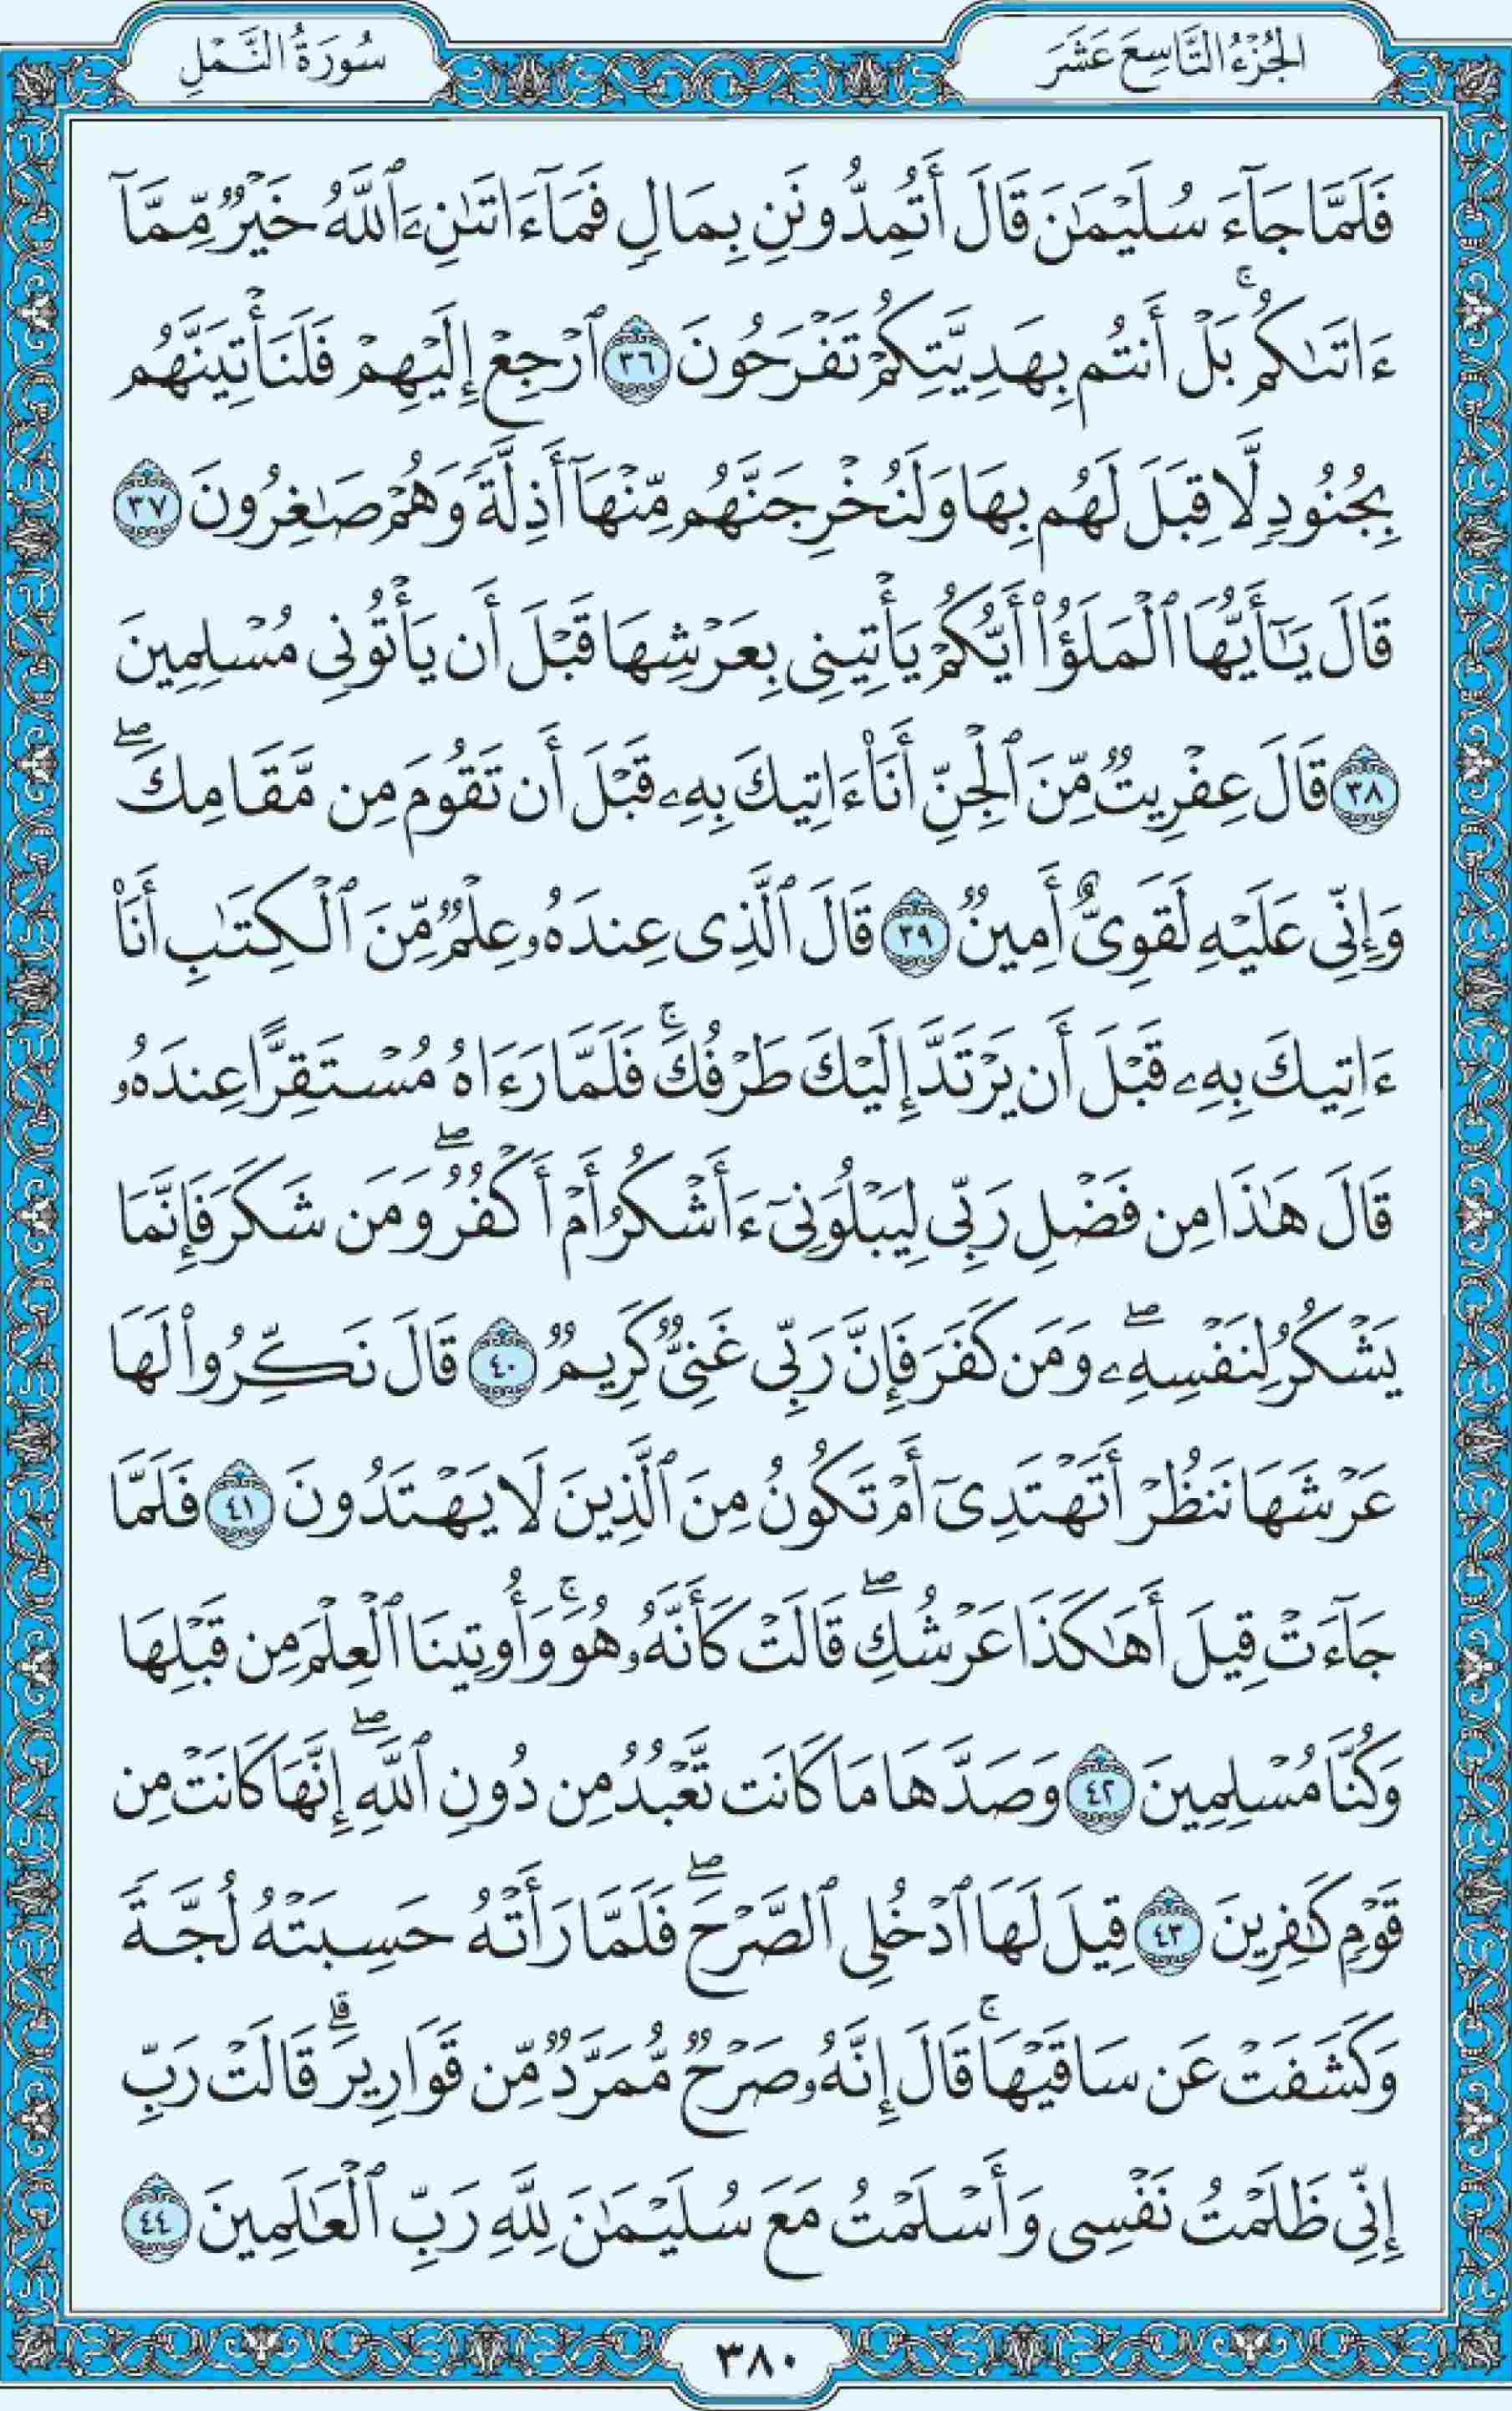 الجُزْءُ التَّاسِعَ عَشَرَ
سُورَةُ النَّمْلِ
فَلَمَّا جَآءَ سُلَيْمَٰنَ قَالَ أَتُمِدُّونَنِ بِمَالٍ فَمَآ ءَاتَىٰنِۦَ ٱللَّهُ خَيْرٌ مِّمَّآ
ءَاتَىٰكُمۚ بَلْ أَنتُم بِهَدِيَّتِكُمْ تَفْرَحُونَ ٣٦ ٱرْجِعْ إِلَيْهِمْ فَلَنَأْتِيَنَّهُم
بِجُنُودٍ لَّا قِبَلَ لَهُم بِهَا وَلَنُخْرِجَنَّهُم مِّنْهَآ أَذِلَّةً وَهُمْ صَٰغِرُونَ ٣٧
قَالَ يَٰٓأَيُّهَا ٱلْمَلَؤُا۟ أَيُّكُمْ يَأْتِينِى بِعَرْشِهَا قَبْلَ أَن يَأْتُونِى مُسْلِمِينَ
٣٨ قَالَ عِفْرِيتٌ مِّنَ ٱلْجِنِّ أَنَا۠ ءَاتِيكَ بِهِۦ قَبْلَ أَن تَقُومَ مِن مَّقَامِكَۖ
وَإِنِّى عَلَيْهِ لَقَوِىٌّ أَمِينٌ ٣٩ قَالَ ٱلَّذِى عِندَهُۥ عِلْمٌ مِّنَ ٱلْكِتَٰبِ أَنَا۠
ءَاتِيكَ بِهِۦ قَبْلَ أَن يَرْتَدَّ إِلَيْكَ طَرْفُكَۚ فَلَمَّا رَءَاهُ مُسْتَقِرًّا عِندَهُۥ
قَالَ هَٰذَا مِن فَضْلِ رَبِّى لِيَبْلُوَنِىٓ ءَأَشْكُرُ أَمْ أَكْفُرُۖ وَمَن شَكَرَ فَإِنَّمَا
يَشْكُرُ لِنَفْسِهِۦۖ وَمَن كَفَرَ فَإِنَّ رَبِّى غَنِىٌّ كَرِيمٌ ٤٠ قَالَ نَكِّرُوا۟ لَهَا
عَرْشَهَا نَنظُرْ أَتَهْتَدِىٓ أَمْ تَكُونُ مِنَ ٱلَّذِينَ لَا يَهْتَدُونَ ٤١ فَلَمَّا
جَآءَتْ قِيلَ أَهَٰكَذَا عَرْشُكِۖ قَالَتْ كَأَنَّهُۥ هُوَۚ وَأُوتِينَا ٱلْعِلْمَ مِن قَبْلِهَا
وَكُنَّا مُسْلِمِينَ ٤٢ وَصَدَّهَا مَا كَانَت تَّعْبُدُ مِن دُونِ ٱللَّهِۖ إِنَّهَا كَانَتْ مِن
قَوْمٍ كَٰفِرِينَ ٤٣ قِيلَ لَهَا ٱدْخُلِى ٱلصَّرْحَۖ فَلَمَّا رَأَتْهُ حَسِبَتْهُ لُجَّةً
وَكَشَفَتْ عَن سَاقَيْهَاۚ قَالَ إِنَّهُۥ صَرْحٌ مُّمَرَّدٌ مِّن قَوَارِيرَۗ قَالَتْ رَبِّ
إِنِّى ظَلَمْتُ نَفْسِى وَأَسْلَمْتُ مَعَ سُلَيْمَٰنَ لِلَّهِ رَبِّ ٱلْعَٰلَمِينَ ٤٤
٣٨٠